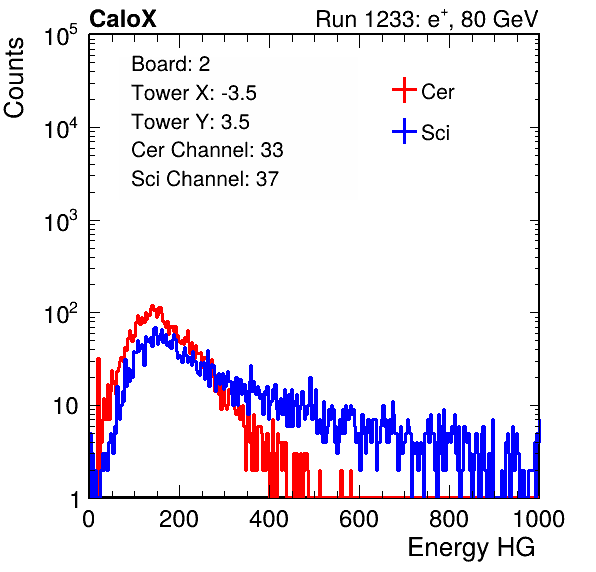 CaloX Run 1233: e⁺, 80 GeV
Counts
Board: 2
Tower X: -3.5
Tower Y: 3.5
Cer Channel: 33
Sci Channel: 37
Cer
Sci
10⁵
10⁴
10³
10²
10
1
0 200 400 600 800 1000
Energy HG